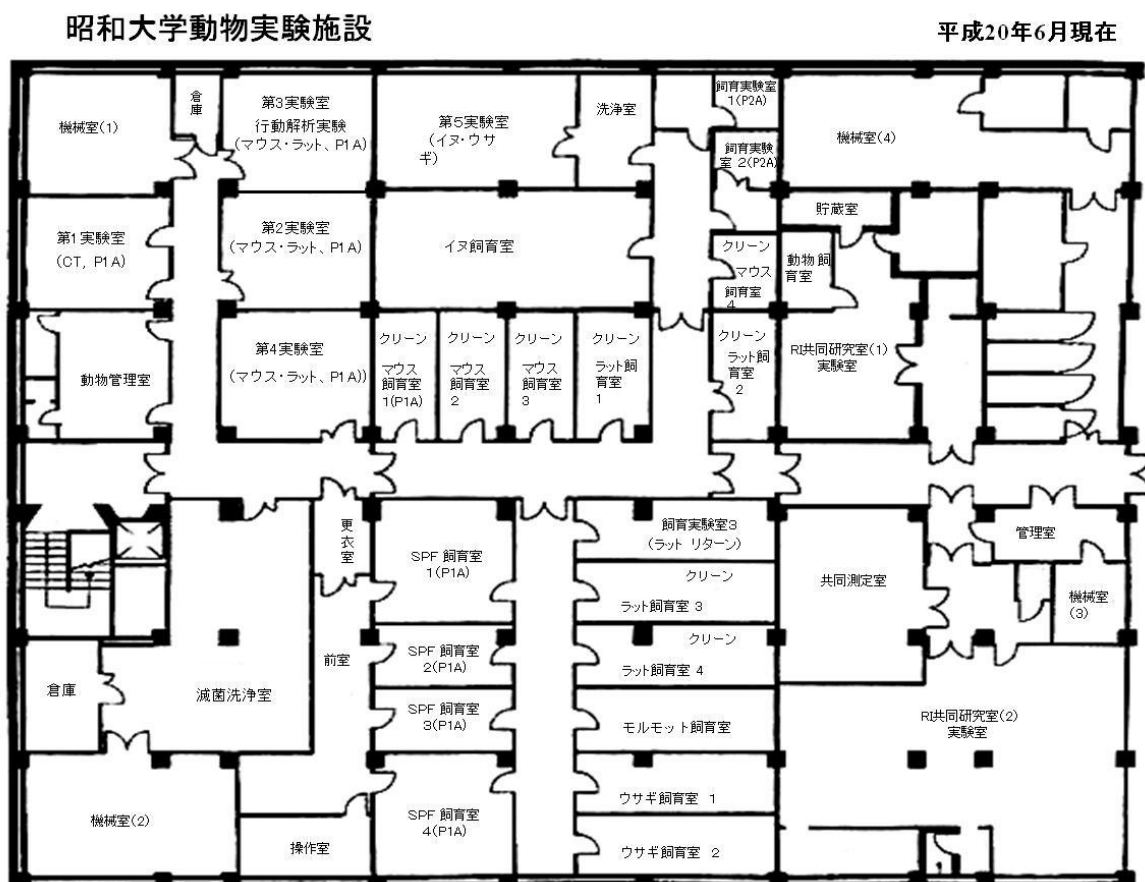 昭和大学動物実験施設
平成20年6月現在
機械室(1)
倉庫
第3実験室
行動解析実験
(マウス・ラット、P1A)
第5実験室
(イヌ・ウサ
ギ)
洗浄室
飼育実験室
1(P2A)
飼育実験
室 2(P2A)
機械室(4)
第1実験室
(CT, P1A)
第2実験室
(マウス・ラット、P1A)
イヌ飼育室
クリーン
マウス
飼育室
4
貯蔵室
動物飼
育室
動物管理室
第4実験室
(マウス・ラット、P1A))
クリーン
マウス
飼育室
1(P1A)
クリーン
マウス
飼育室
2
クリーン
マウス
飼育室
3
クリーン
ラット飼
育室
1
クリーン
ラット飼
育室
2
RI共同研究室(1)
実験室
更
衣
室
SPF 飼育室
1(P1A)
飼育実験室3
(ラット リターン)
管理室
クリーン
ラット飼育室 3
共同測定室
機械室
(3)
倉庫
滅菌洗浄室
前室
SPF 飼育室
2(P1A)
クリーン
ラット飼育室 4
SPF 飼育室
3(P1A)
モルモット飼育室
RI共同研究室(2)
実験室
機械室(2)
操作室
SPF 飼育室
4(P1A)
ウサギ飼育室 1
ウサギ飼育室 2